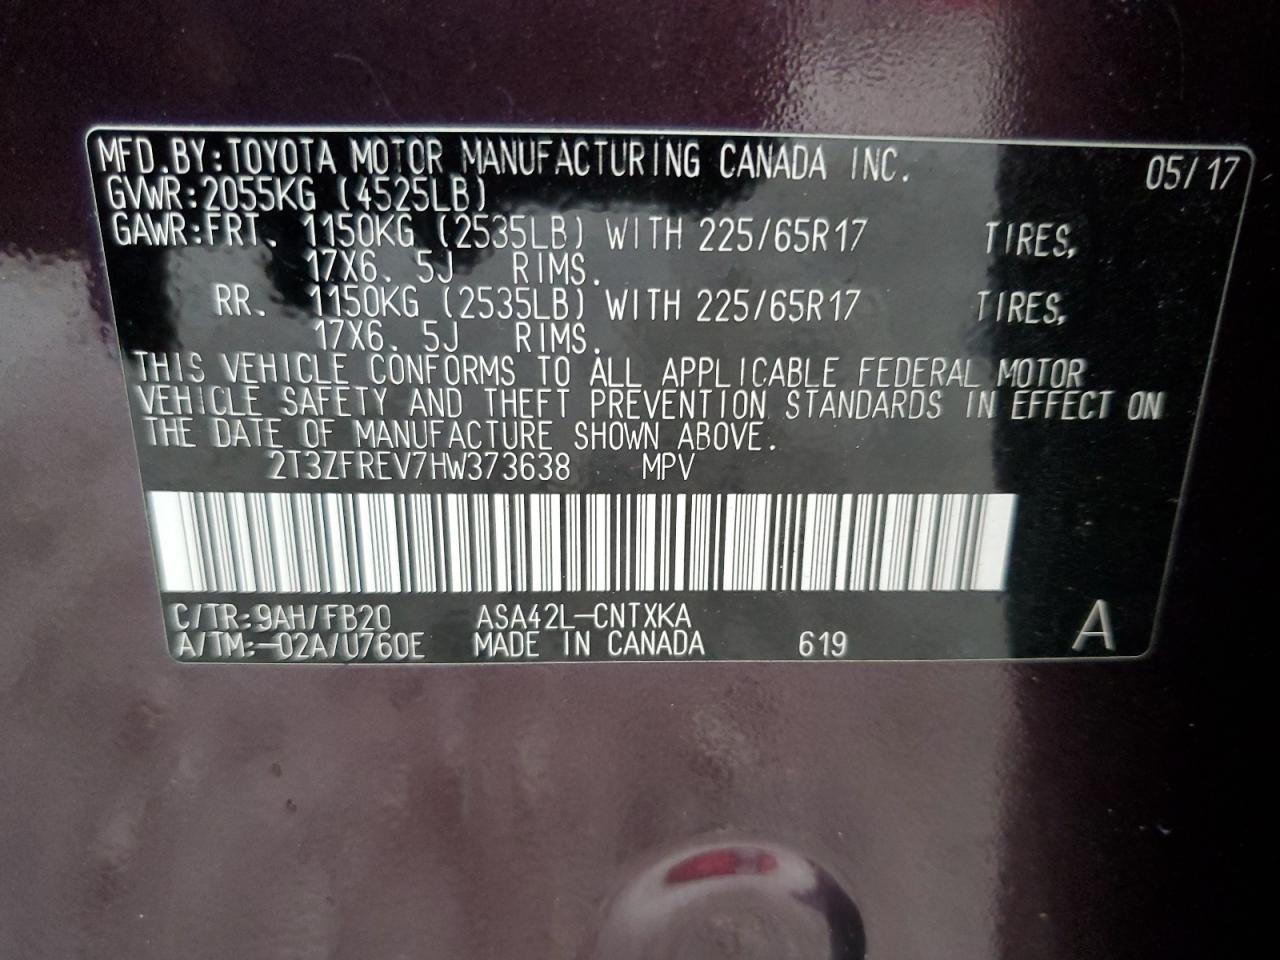 MFD.BY:TOYOTA MOTOR MANUFACTURING CANADA INC. 05/17
GVWR:2055KG (4525LB)
GAWR:FRT. 1150KG (2535LB) WITH 225/65R17 TIRES,
17X6.5J RIMS.
RR. 1150KG (2535LB) WITH 225/65R17 TIRES,
17X6.5J RIMS.
THIS VEHICLE CONFORMS TO ALL APPLICABLE FEDERAL MOTOR
VEHICLE SAFETY AND THEFT PREVENTION STANDARDS IN EFFECT ON
THE DATE OF MANUFACTURE SHOWN ABOVE.
2T3ZFREV7HW373638 MPV
C/TR:9AH/FB20 ASA42L-CNTXKA
A/TM:-02A/U760E MADE IN CANADA 619 A